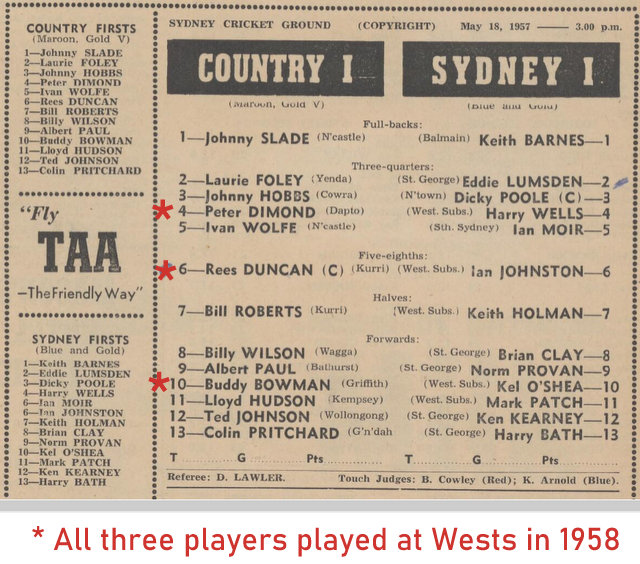 COUNTRY FIRSTS
(Maroon, Gold V)
1—Johnny SLADE
2—Laurie FOLEY
3—Johnny HOBBS
4—Peter DIMOND
5—Ivan WOLFE
6—Rees DUNCAN
7—Bill ROBERTS
8—Billy WILSON
9—Albert PAUL
10—Buddy BOWMAN
11—Lloyd HUDSON
12—Ted JOHNSON
13—Colin PRITCHARD
"Fly
TAA
—The Friendly Way"
SYDNEY FIRSTS
(Blue and Gold)
1—Keith BARNES
2—Eddie LUMSDEN
3—Dicky POOLE
4—Harry WELLS
5—Ian MOIR
6—Ian JOHNSTON
7—Keith HOLMAN
8—Brian CLAY
9—Norm PROVAN
10—Kel O'SHEA
11—Mark PATCH
12—Ken KEARNEY
13—Harry BATH
SYDNEY CRICKET GROUND (COPYRIGHT) May 18, 1957 —— 3.00 p.m.
COUNTRY I SYDNEY I
(Maroon, Gold V) (Blue and Gold)
Full-backs:
1—Johnny SLADE (N'castle) (Balmain) Keith BARNES—1
Three-quarters:
2—Laurie FOLEY (Yenda) (St. George) Eddie LUMSDEN—2
3—Johnny HOBBS (Cowra) (N'town) Dicky POOLE (C)—3
* 4—Peter DIMOND (Dapto) (West. Subs.) Harry WELLS—4
5—Ivan WOLFE (N'castle) (Sth. Sydney) Ian MOIR—5
Five-eighths:
* 6—Rees DUNCAN (C) (Kurri) (West. Subs.) Ian JOHNSTON—6
Halves:
7—Bill ROBERTS (Kurri) (West. Subs.) Keith HOLMAN—7
Forwards:
8—Billy WILSON (Wagga) (St. George) Brian CLAY—8
9—Albert PAUL (Bathurst) (St. George) Norm PROVAN—9
* 10—Buddy BOWMAN (Griffith) (West. Subs.) Kel O'SHEA—10
11—Lloyd HUDSON (Kempsey) (West. Subs.) Mark PATCH—11
12—Ted JOHNSON (Wollongong) (St. George) Ken KEARNEY—12
13—Colin PRITCHARD (G'n'dah) (St. George) Harry BATH—13
T............ G............ Pts............ T............ G............ Pts............
Referee: D. LAWLER. Touch Judges: B. Cowley (Red); K. Arnold (Blue).
* All three players played at Wests in 1958